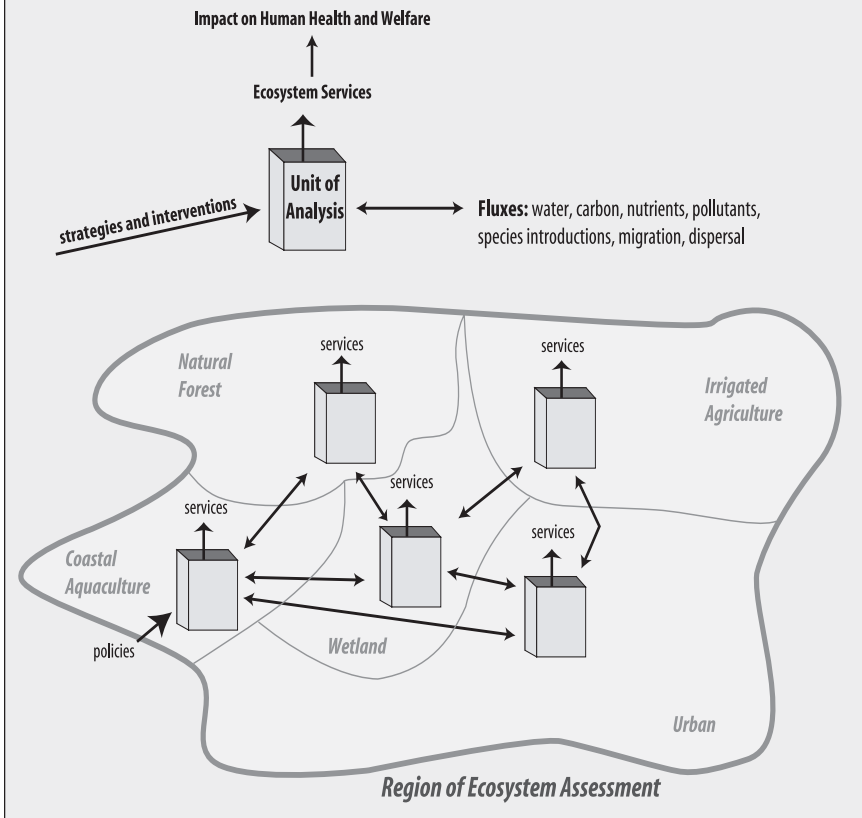 Impact on Human Health and Welfare
Ecosystem Services
Unit of
Analysis
strategies and interventions
Fluxes: water, carbon, nutrients, pollutants,
species introductions, migration, dispersal
Natural
Forest
services
services
Irrigated
Agriculture
services
services
services
Coastal
Aquaculture
policies
Wetland
Urban
Region of Ecosystem Assessment